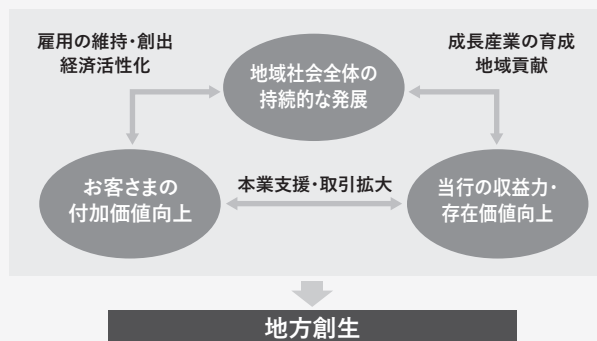 雇用の維持・創出
経済活性化
成長産業の育成
地域貢献
地域社会全体の
持続的な発展
お客さまの
付加価値向上
本業支援・取引拡大
当行の収益力・
存在価値向上
地方創生